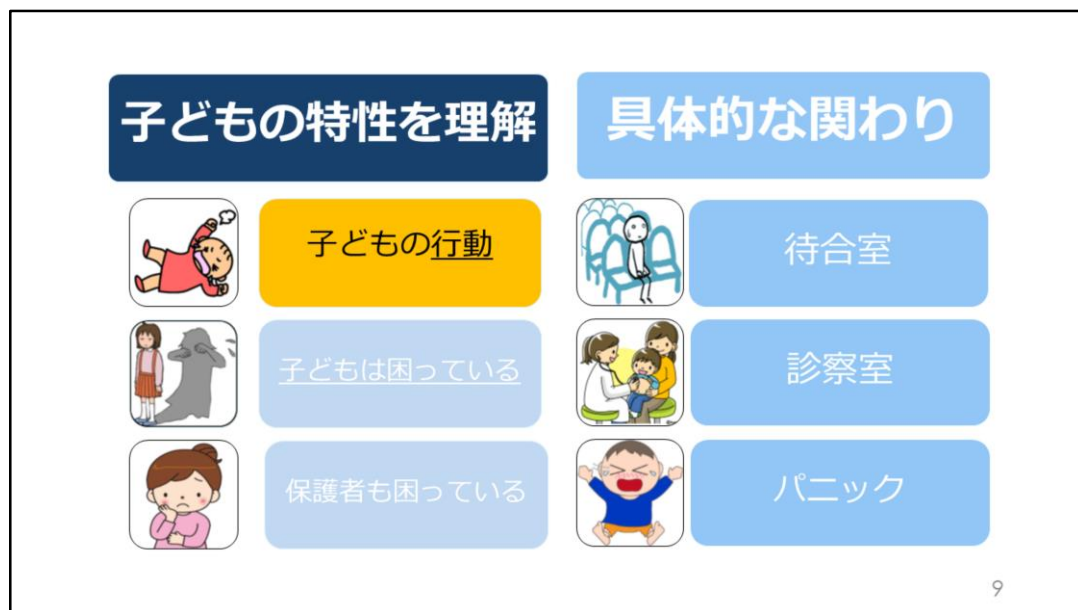 子どもの特性を理解
子どもの行動
子どもは困っている
保護者も困っている
具体的な関わり
待合室
診察室
パニック
9